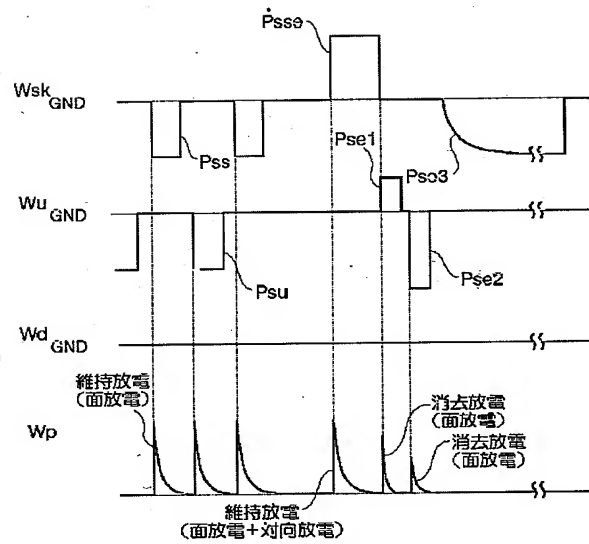 Psse
Wsk GND
Pss
Pse1
Pse3
Wu GND
Psu
Pse2
Wd GND
維持放電
(面放電)
Wp
消去放電
(面放電)
消去放電
(面放電)
維持放電
(面放電+対向放電)